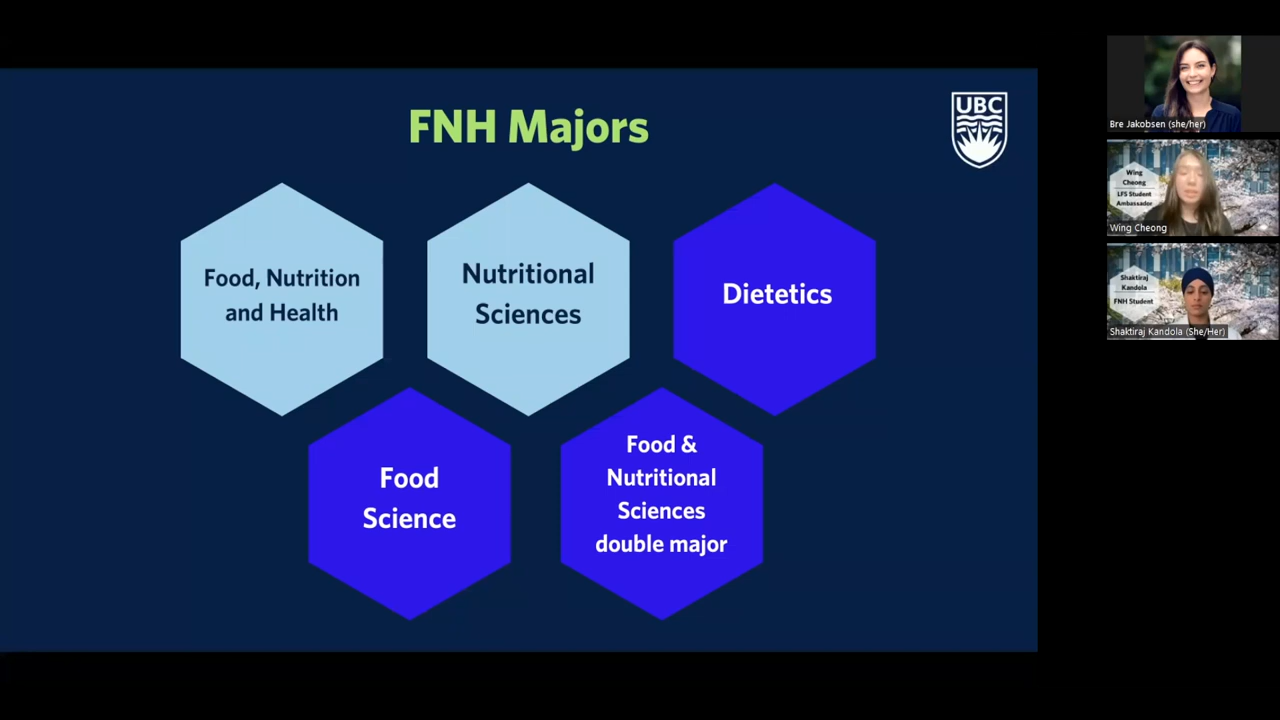 FNH Majors
UBC
Food, Nutrition
and Health
Nutritional
Sciences
Dietetics
Food
Science
Food &
Nutritional
Sciences
double major
Bre Jakobsen (she/her)
Wing
Cheong
LFS Student
Ambassador
Wing Cheong
Shaktiraj
Kandola
FNH Student
Shaktiraj Kandola (She/Her)